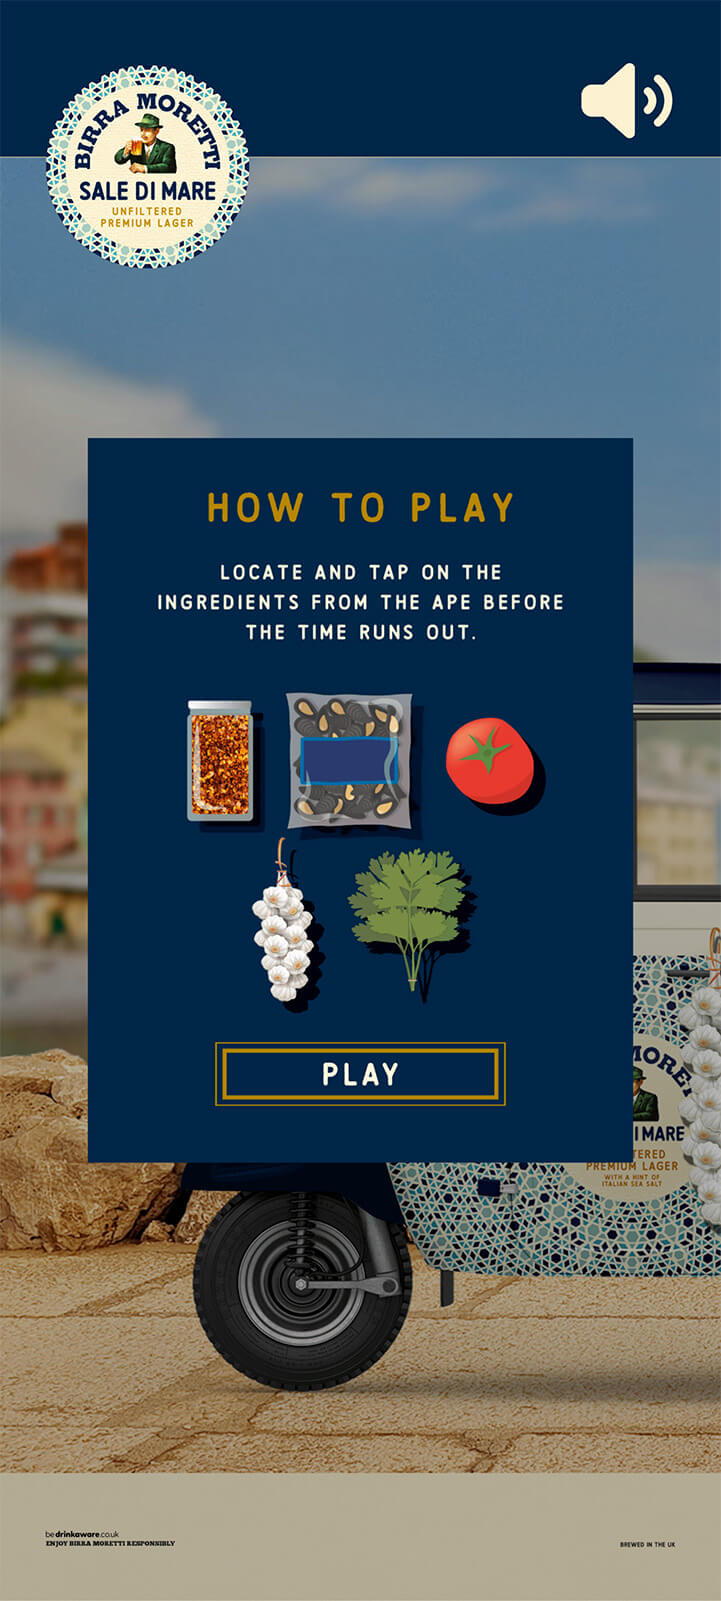 BIRRA MORETTI
SALE DI MARE
UNFILTERED
PREMIUM LAGER
HOW TO PLAY
LOCATE AND TAP ON THE
INGREDIENTS FROM THE APE BEFORE
THE TIME RUNS OUT.
PLAY
MORE
DI MARE
TERED
PREMIUM LAGER
WITH A HINT OF
ITALIAN SEA SALT
bedrinkaware.co.uk
ENJOY BIRRA MORETTI RESPONSIBLY
BREWED IN THE UK